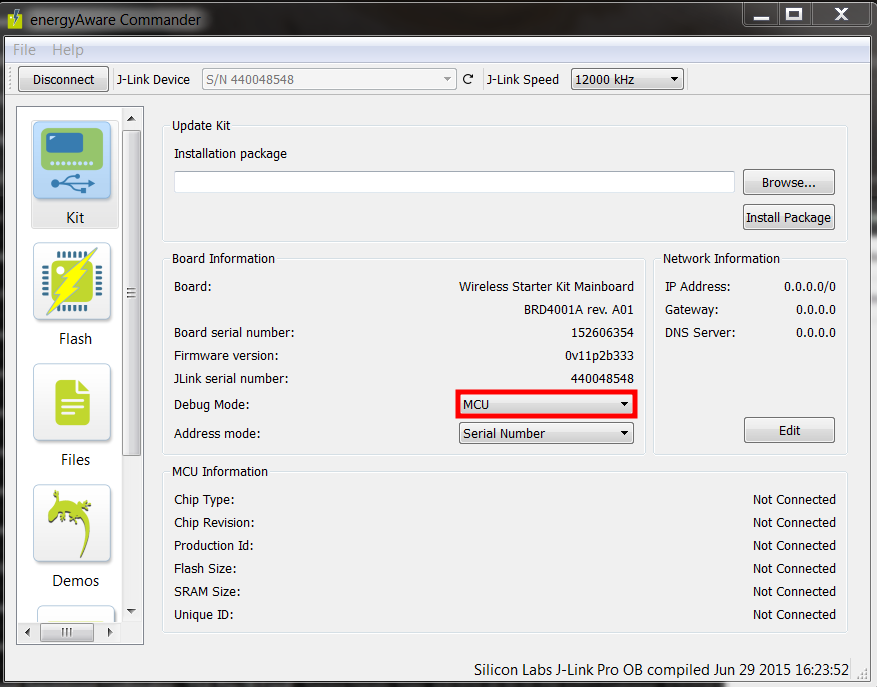 energyAware Commander
File Help
Disconnect J-Link Device S/N 440048548 J-Link Speed 12000 kHz
Kit
Flash
Files
Demos
Update Kit
Installation package
Browse...
Install Package
Board Information
Board: Wireless Starter Kit Mainboard
BRD4001A rev. A01
Board serial number: 152606354
Firmware version: 0v11p2b333
JLink serial number: 440048548
Debug Mode: MCU
Address mode: Serial Number
Network Information
IP Address: 0.0.0.0/0
Gateway: 0.0.0.0
DNS Server: 0.0.0.0
Edit
MCU Information
Chip Type: Not Connected
Chip Revision: Not Connected
Production Id: Not Connected
Flash Size: Not Connected
SRAM Size: Not Connected
Unique ID: Not Connected
Silicon Labs J-Link Pro OB compiled Jun 29 2015 16:23:52